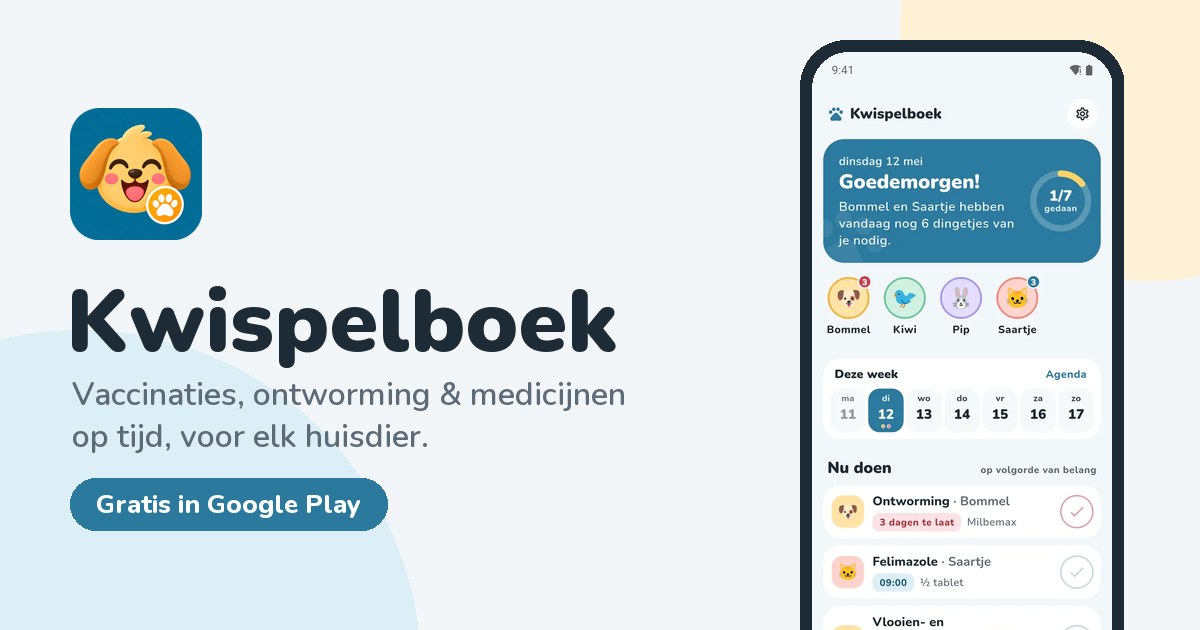 Kwispelboek
Vaccinaties, ontworming & medicijnen
op tijd, voor elk huisdier.
Gratis in Google Play
9:41
Kwispelboek
dinsdag 12 mei
Goedemorgen!
Bommel en Saartje hebben
vandaag nog 6 dingetjes van
je nodig.
1/7
gedaan
3
3
Bommel Kiwi Pip Saartje
Deze week Agenda
ma di wo do vr za zo
11 12 13 14 15 16 17
Nu doen op volgorde van belang
Ontworming · Bommel
3 dagen te laat Milbemax
Felimazole · Saartje
09:00 ½ tablet
Vlooien- en